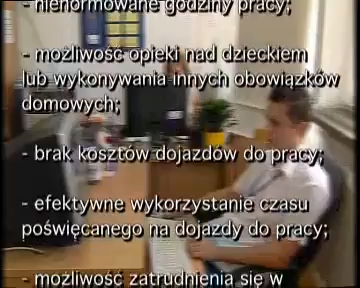 - nienormowane godziny pracy;
- możliwość opieki nad dzieckiem
lub wykonywania innych obowiązków
domowych;
- brak kosztów dojazdów do pracy;
- efektywne wykorzystanie czasu
poświęcanego na dojazdy do pracy;
- możliwość zatrudnienia się w